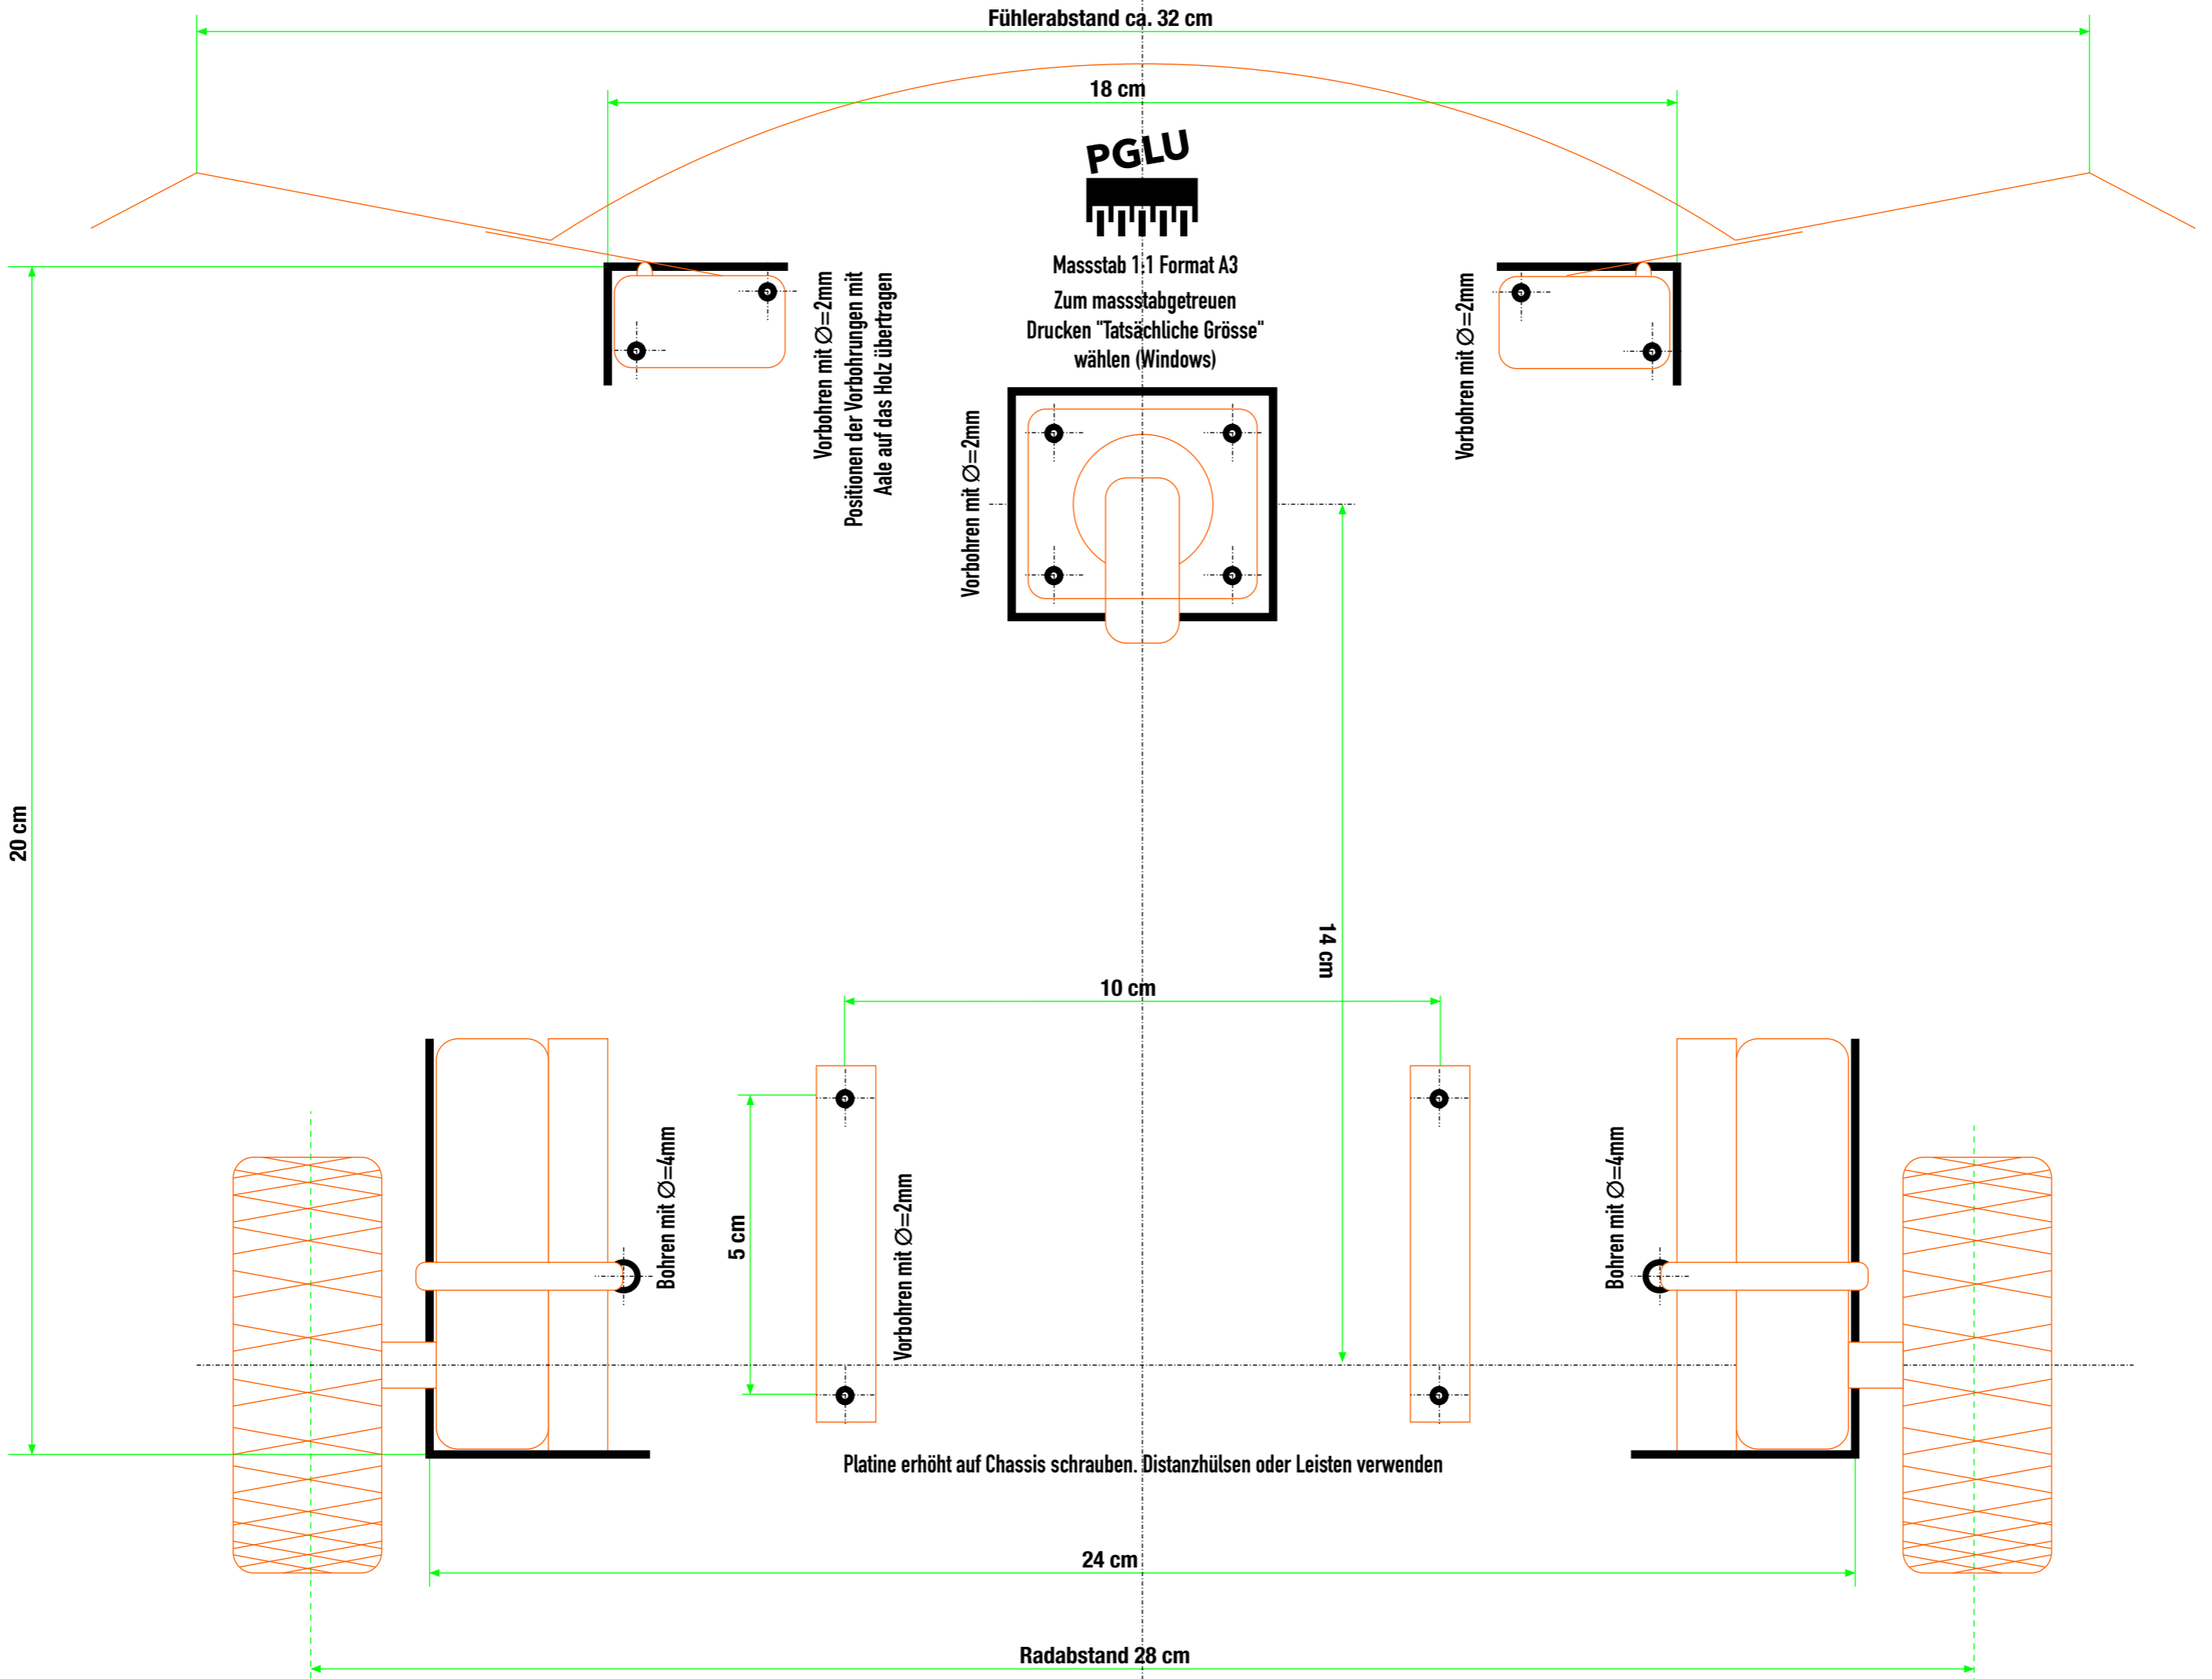 Fühlerabstand ca. 32 cm
18 cm
PGLU
Massstab 1:1 Format A3
Zum massstabgetreuen
Drucken "Tatsächliche Grösse"
wählen (Windows)
Vorbohren mit Ø=2mm
Positionen der Vorbohrungen mit
Aale auf das Holz übertragen
Vorbohren mit Ø=2mm
Vorbohren mit Ø=2mm
20 cm
14 cm
10 cm
Bohren mit Ø=4mm
5 cm
Vorbohren mit Ø=2mm
Bohren mit Ø=4mm
Platine erhöht auf Chassis schrauben. Distanzhülsen oder Leisten verwenden
24 cm
Radabstand 28 cm